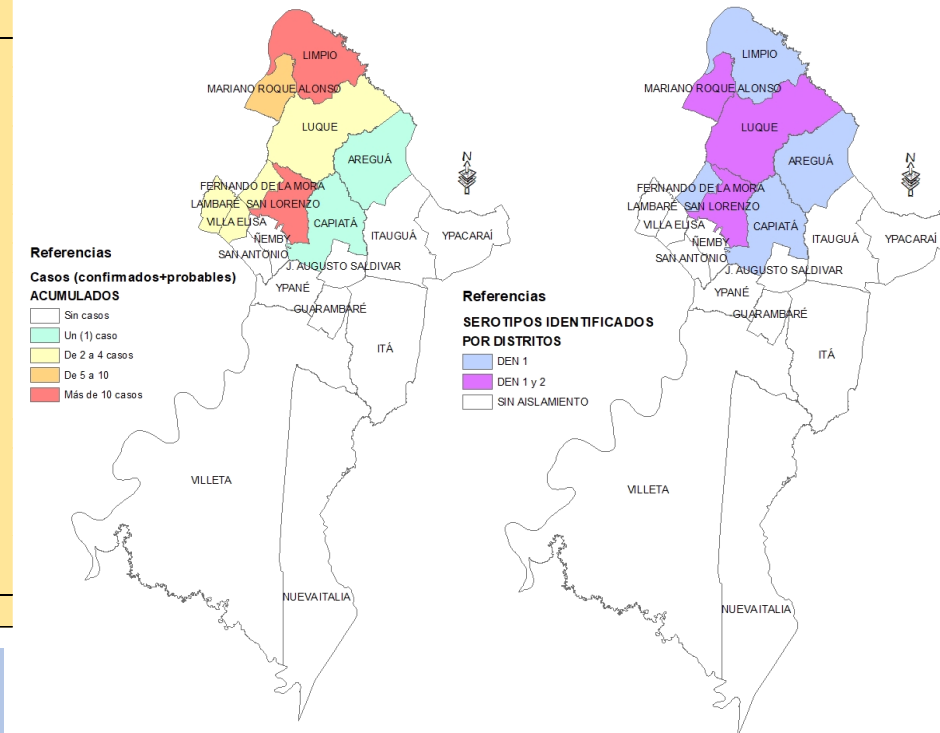 LIMPIO
MARIANO ROQUE ALONSO
LUQUE
AREGUÁ
N
FERNANDO DE LA MORA
LAMBARÉ
SAN LORENZO
VILLA ELISA
CAPIATÁ
ÑEMBY
ITAUGUÁ
YPACARAÍ
SAN ANTONIO
J. AUGUSTO SALDIVAR
YPANÉ
GUARAMBARÉ
ITÁ
VILLETA
NUEVA ITALIA
Referencias
Casos (confirmados+probables)
ACUMULADOS
Sin casos
Un (1) caso
De 2 a 4 casos
De 5 a 10
Más de 10 casos
LIMPIO
MARIANO ROQUE ALONSO
LUQUE
AREGUÁ
N
FERNANDO DE LA MORA
LAMBARÉ
SAN LORENZO
VILLA ELISA
CAPIATÁ
ÑEMBY
ITAUGUÁ
YPACARAÍ
SAN ANTONIO
J. AUGUSTO SALDIVAR
YPANÉ
GUARAMBARÉ
ITÁ
VILLETA
NUEVA ITALIA
Referencias
SEROTIPOS IDENTIFICADOS
POR DISTRITOS
DEN 1
DEN 1 y 2
SIN AISLAMIENTO